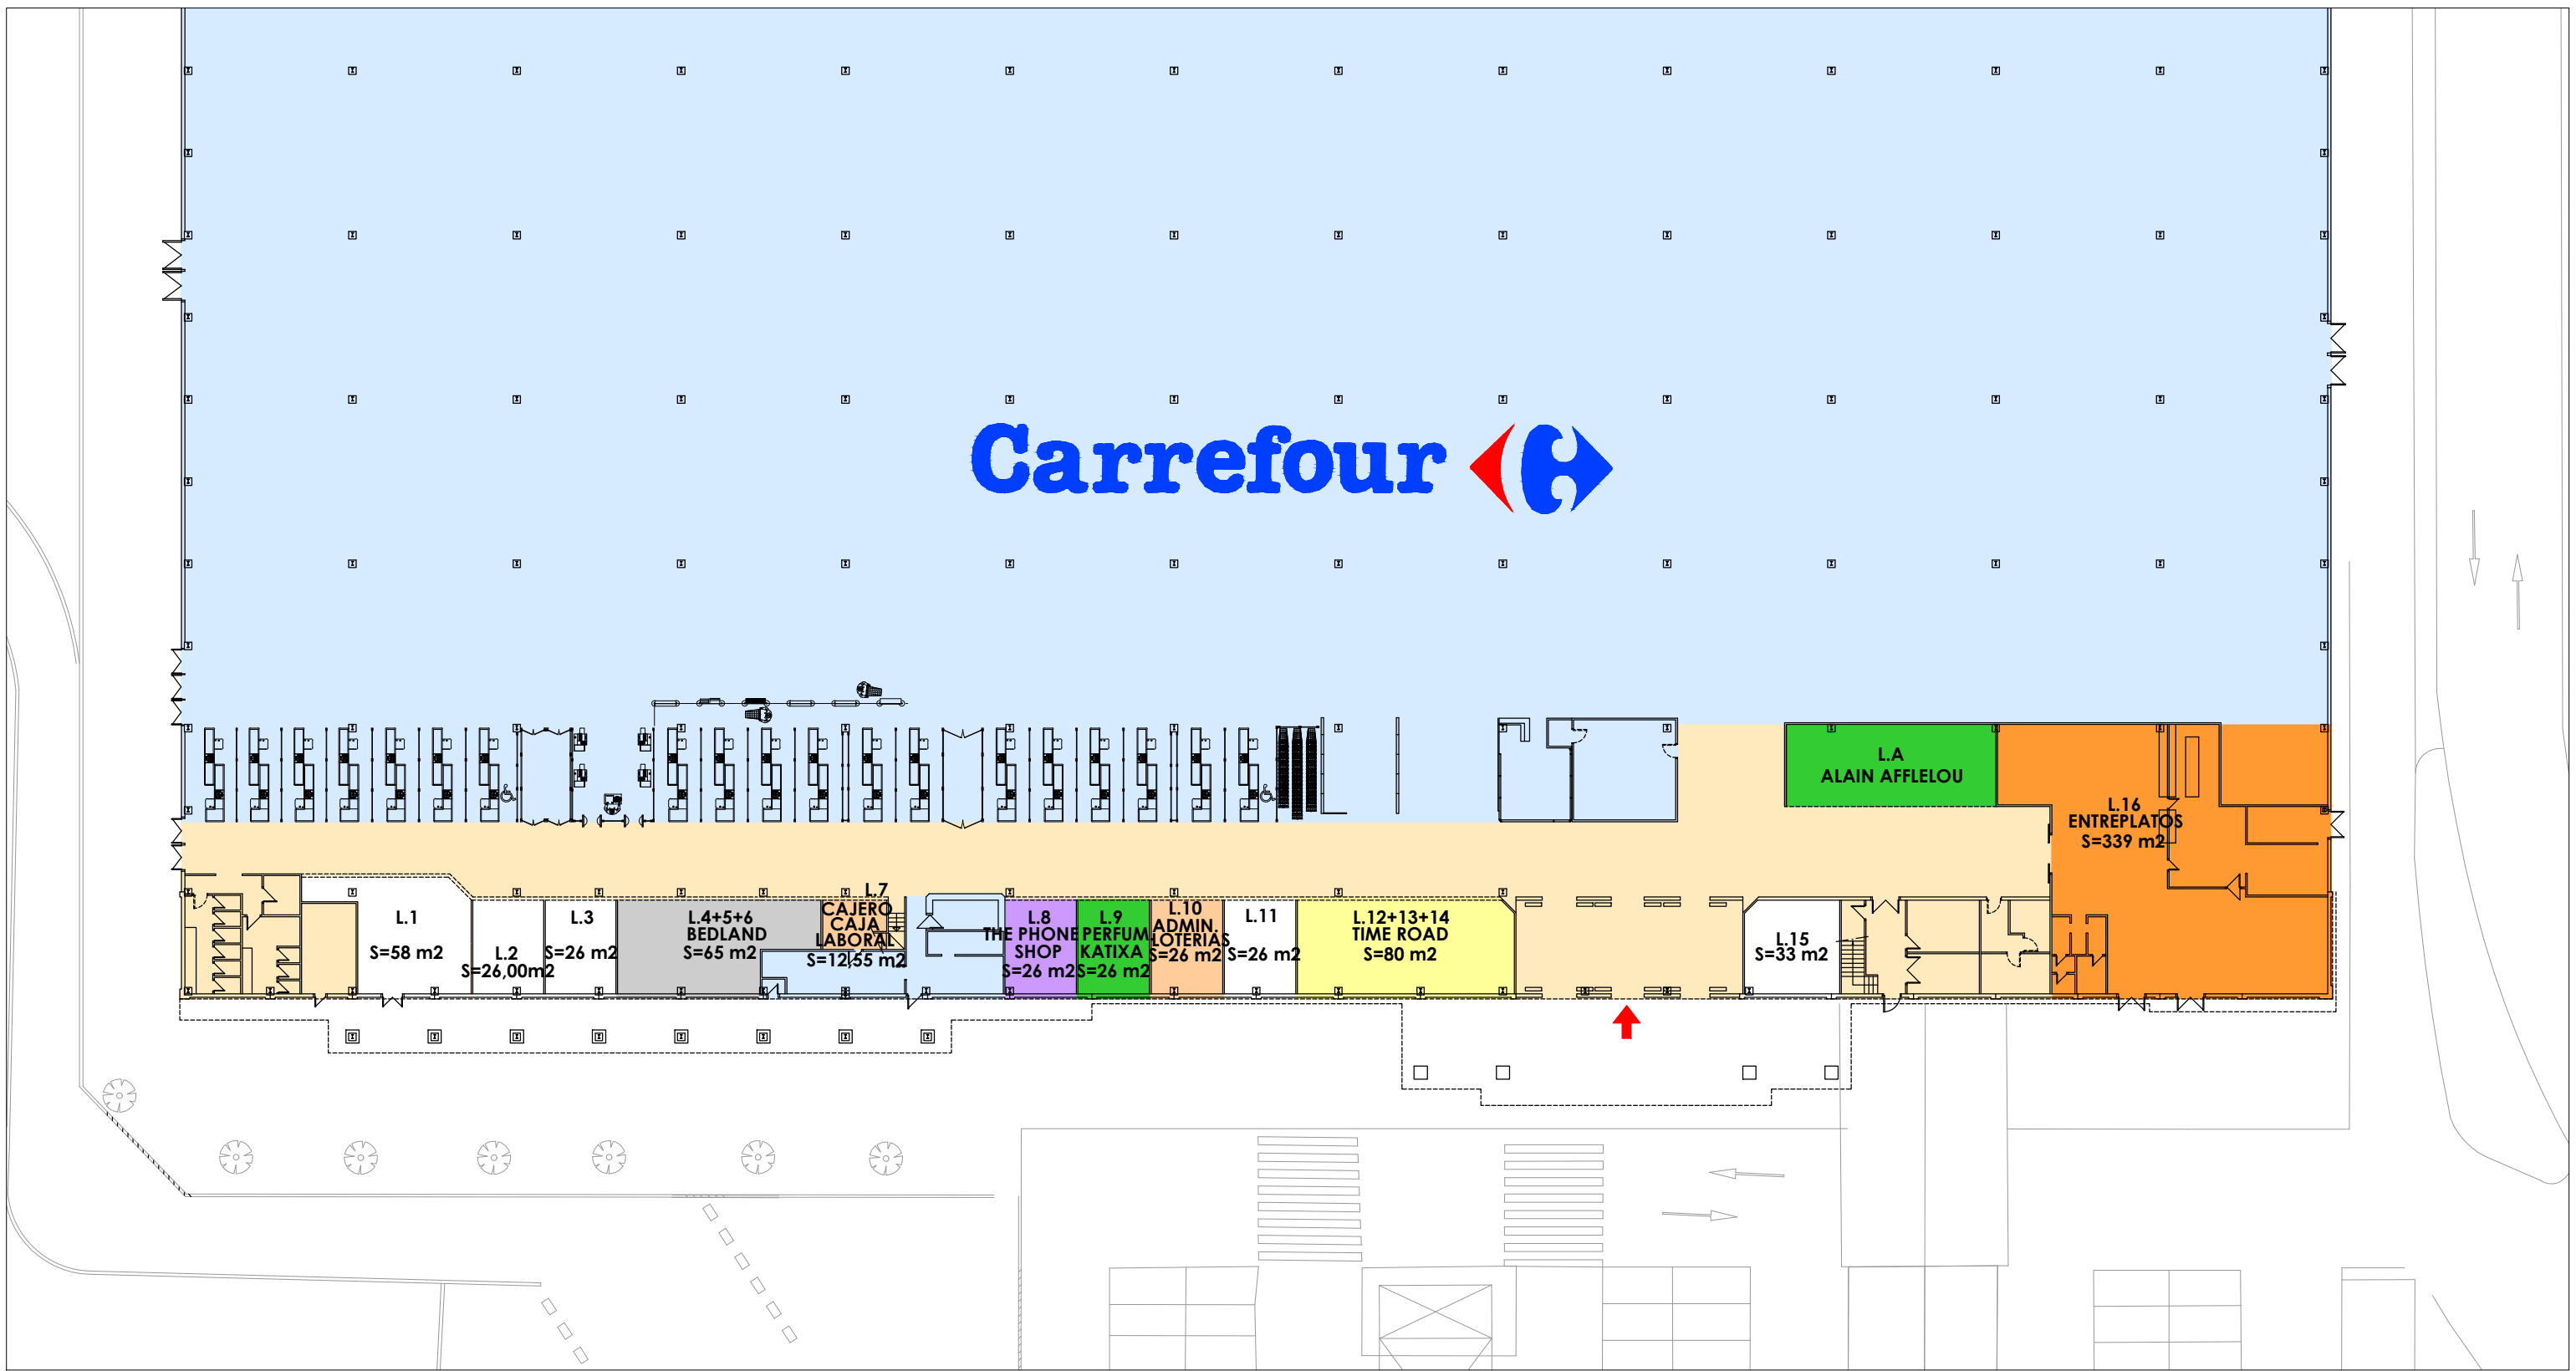 Carrefour
L.A
ALAIN AFFLELOU
L.16
ENTREPLATOS
S=339 m2
L.1
S=58 m2
L.2
S=26,00m2
L.3
S=26 m2
L.4+5+6
BEDLAND
S=65 m2
L.7
CAJERO
CAJA
LABORAL
S=12,55 m2
L.8
THE PHONE
SHOP
S=26 m2
L.9
PERFUM
KATIXA
S=26 m2
L.10
ADMIN.
LOTERIAS
S=26 m2
L.11
S=26 m2
L.12+13+14
TIME ROAD
S=80 m2
L.15
S=33 m2